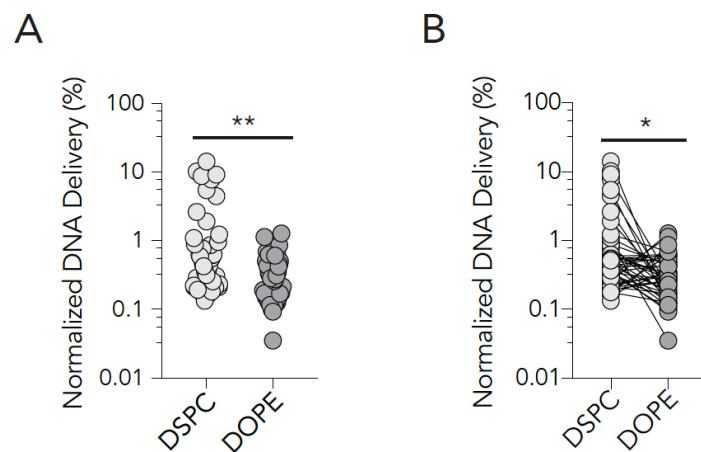 A
Normalized DNA Delivery (%)
100
10
1
0.1
0.01
**
DSPC
DOPE
B
Normalized DNA Delivery (%)
100
10
1
0.1
0.01
*
DSPC
DOPE